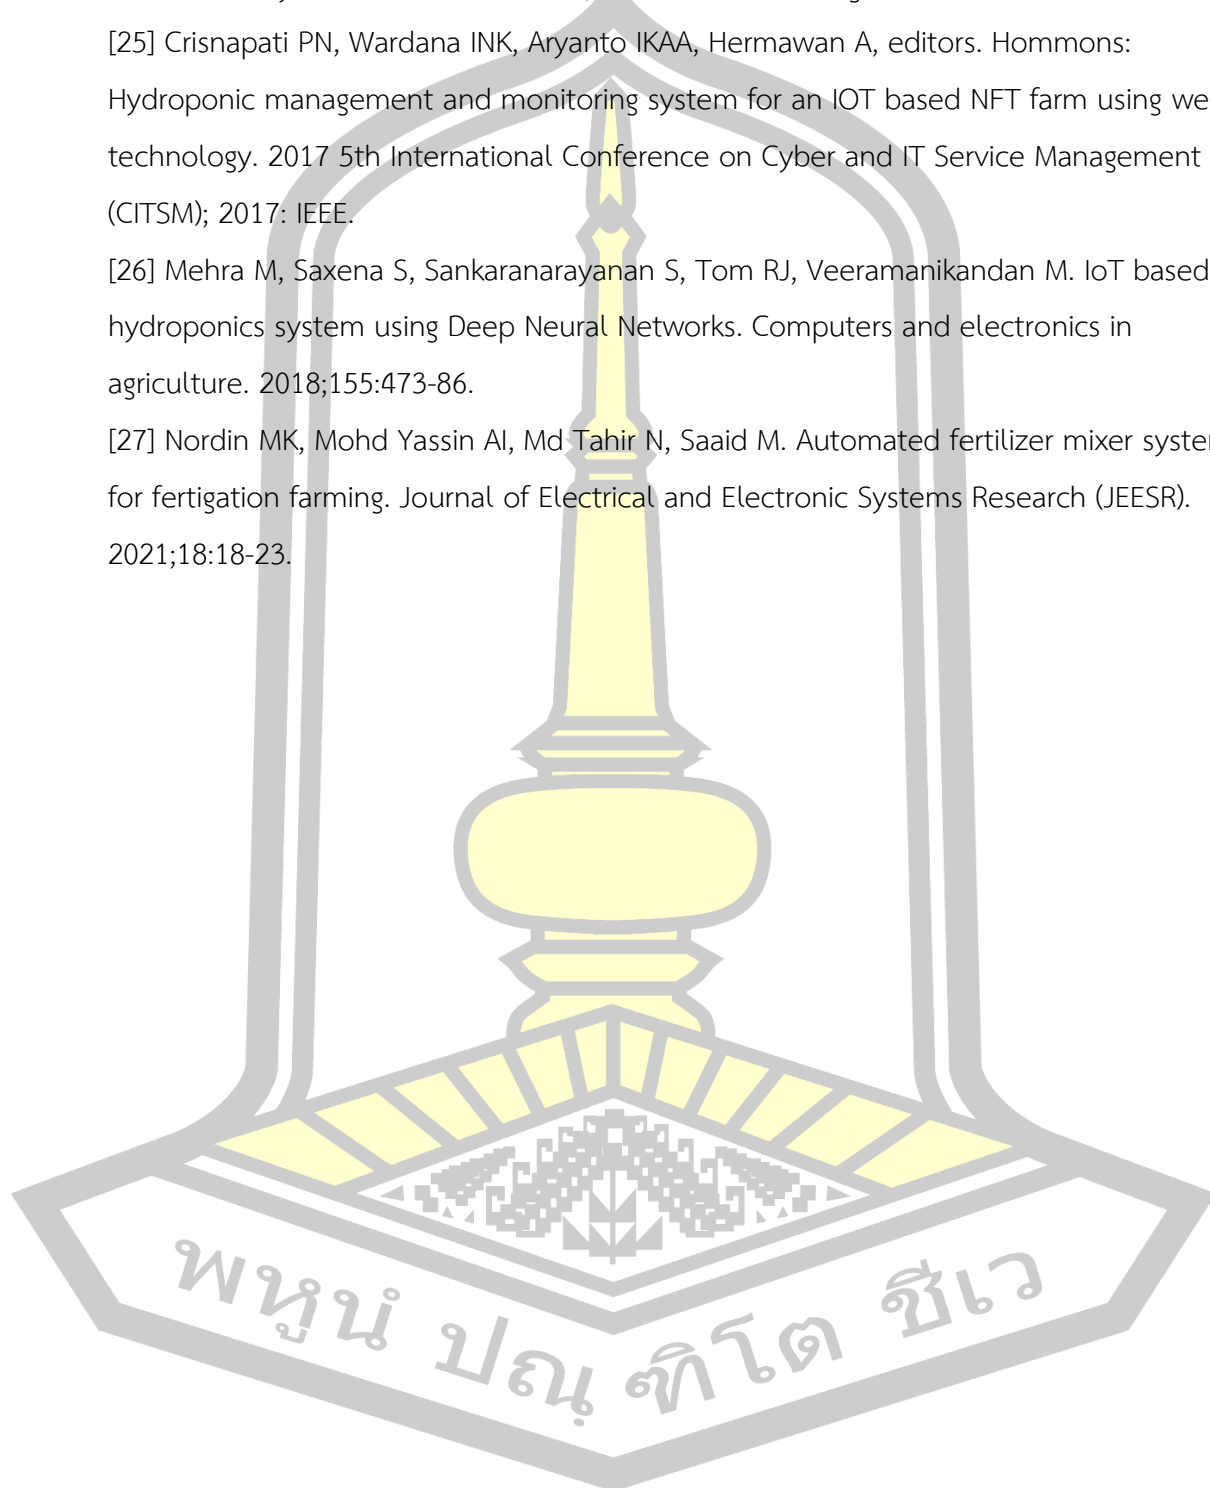 [25] Crisnapati PN, Wardana INK, Aryanto IKAA, Hermawan A, editors. Hommons:
Hydroponic management and monitoring system for an IOT based NFT farm using we
technology. 2017 5th International Conference on Cyber and IT Service Management
(CITSM); 2017: IEEE.
[26] Mehra M, Saxena S, Sankaranarayanan S, Tom RJ, Veeramanikandan M. IoT based
hydroponics system using Deep Neural Networks. Computers and electronics in
agriculture. 2018;155:473-86.
[27] Nordin MK, Mohd Yassin AI, Md Tahir N, Saaid M. Automated fertilizer mixer system
for fertigation farming. Journal of Electrical and Electronic Systems Research (JEESR).
2021;18:18-23.
พหูนํ ปณฺฑิโต ชีเว